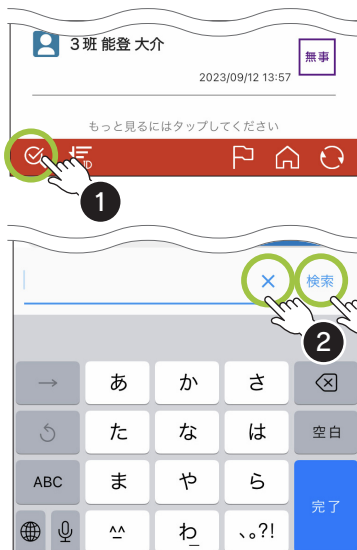 3班 能登 大介
無事
2023/09/12 13:57
もっと見るにはタップしてください
ID
1
× 検索
2
→ あ か さ
た な は 空白
ABC ま や ら
完了
^^ わ 、。?!